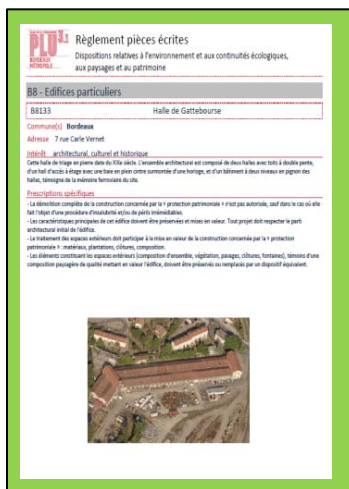 PLU 3.1
BORDEAUX
MÉTROPOLE
Règlement pièces écrites
Dispositions relatives à l'environnement et aux continuités écologiques,
aux paysages et au patrimoine
B8 - Edifices particuliers
B8133 Halle de Gattebourse
Commune(s) Bordeaux
Adresse 7 rue Carle Vernet
Intérêt architectural, culturel et historique
Cette halle de triage en pierre date du XIXe siècle. L'ensemble architectural est composé de deux halles avec toits à double pente,
d'un hall d'accès à étage avec une baie en plein cintre surmontée d'une horloge, et d'un bâtiment à deux niveaux en pignon des
halles, témoigne de la mémoire ferroviaire du site.
Prescriptions spécifiques
- La démolition complète de la construction concernée par la « protection patrimoniale » n'est pas autorisée, sauf dans le cas où elle
fait l'objet d'une procédure d'insalubrité et/ou de périls irrémédiables.
- Les caractéristiques principales de cet édifice doivent être préservées et mises en valeur. Tout projet doit respecter le parti
architectural initial de l'édifice.
- Le traitement des espaces extérieurs doit participer à la mise en valeur de la construction concernée par la « protection
patrimoniale » : matériaux, plantations, clôtures, composition.
- Les éléments constituant les espaces extérieurs (composition d'ensemble, végétation, pavages, clôtures, fontaines), témoins d'une
composition paysagère de qualité mettant en valeur l'édifice, doivent être préservés ou remplacés par un dispositif équivalent.